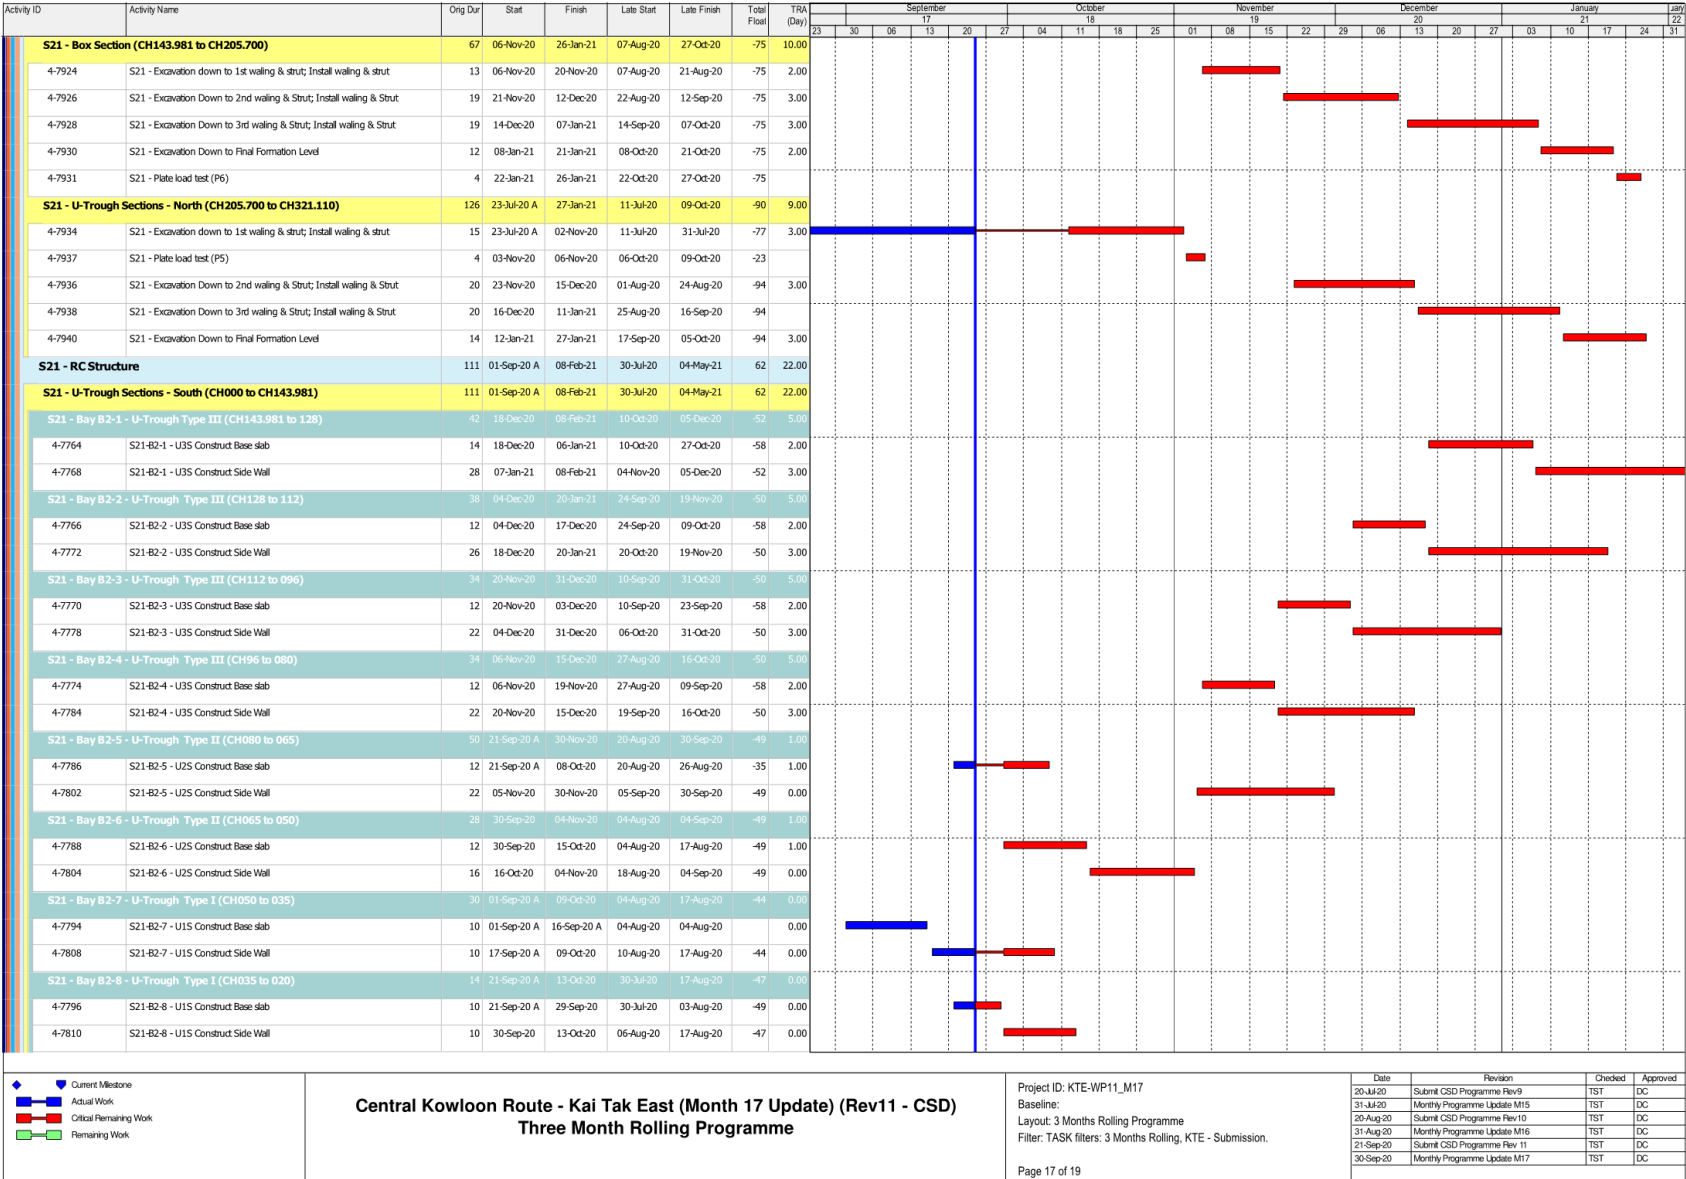 Activity ID Activity Name Orig Dur Start Finish Late Start Late Finish Total Float TRA (Day) September October November December January jary
17 18 19 20 21 22
23 30 06 13 20 27 04 11 18 25 01 08 15 22 29 06 13 20 27 03 10 17 24 31
S21 - Box Section (CH143.981 to CH205.700) 67 06-Nov-20 26-Jan-21 07-Aug-20 27-Oct-20 -75 10.00
4-7924 S21 - Excavation down to 1st waling & strut; Install waling & strut 13 06-Nov-20 20-Nov-20 07-Aug-20 21-Aug-20 -75 2.00
4-7926 S21 - Excavation Down to 2nd waling & Strut; Install waling & Strut 19 21-Nov-20 12-Dec-20 22-Aug-20 12-Sep-20 -75 3.00
4-7928 S21 - Excavation Down to 3rd waling & Strut; Install waling & Strut 19 14-Dec-20 07-Jan-21 14-Sep-20 07-Oct-20 -75 3.00
4-7930 S21 - Excavation Down to Final Formation Level 12 08-Jan-21 21-Jan-21 08-Oct-20 21-Oct-20 -75 2.00
4-7931 S21 - Plate load test (P6) 4 22-Jan-21 26-Jan-21 22-Oct-20 27-Oct-20 -75
S21 - U-Trough Sections - North (CH205.700 to CH321.110) 126 23-Jul-20 A 27-Jan-21 11-Jul-20 09-Oct-20 -90 9.00
4-7934 S21 - Excavation down to 1st waling & strut; Install waling & strut 15 23-Jul-20 A 02-Nov-20 11-Jul-20 31-Jul-20 -77 3.00
4-7937 S21 - Plate load test (P5) 4 03-Nov-20 06-Nov-20 06-Oct-20 09-Oct-20 -23
4-7936 S21 - Excavation Down to 2nd waling & Strut; Install waling & Strut 20 23-Nov-20 15-Dec-20 01-Aug-20 24-Aug-20 -94 3.00
4-7938 S21 - Excavation Down to 3rd waling & Strut; Install waling & Strut 20 16-Dec-20 11-Jan-21 25-Aug-20 16-Sep-20 -94
4-7940 S21 - Excavation Down to Final Formation Level 14 12-Jan-21 27-Jan-21 17-Sep-20 05-Oct-20 -94 3.00
S21 - RC Structure 111 01-Sep-20 A 08-Feb-21 30-Jul-20 04-May-21 62 22.00
S21 - U-Trough Sections - South (CH000 to CH143.981) 111 01-Sep-20 A 08-Feb-21 30-Jul-20 04-May-21 62 22.00
S21 - Bay B2-1 - U-Trough Type III (CH143.981 to 128) 42 18-Dec-20 08-Feb-21 10-Oct-20 05-Dec-20 -52 5.00
4-7764 S21-B2-1 - U3S Construct Base slab 14 18-Dec-20 06-Jan-21 10-Oct-20 27-Oct-20 -58 2.00
4-7768 S21-B2-1 - U3S Construct Side Wall 28 07-Jan-21 08-Feb-21 04-Nov-20 05-Dec-20 -52 3.00
S21 - Bay B2-2 - U-Trough Type III (CH128 to 112) 38 04-Dec-20 20-Jan-21 24-Sep-20 19-Nov-20 -50 5.00
4-7766 S21-B2-2 - U3S Construct Base slab 12 04-Dec-20 17-Dec-20 24-Sep-20 09-Oct-20 -58 2.00
4-7772 S21-B2-2 - U3S Construct Side Wall 26 18-Dec-20 20-Jan-21 20-Oct-20 19-Nov-20 -50 3.00
S21 - Bay B2-3 - U-Trough Type III (CH112 to 096) 34 20-Nov-20 31-Dec-20 10-Sep-20 31-Oct-20 -50 5.00
4-7770 S21-B2-3 - U3S Construct Base slab 12 20-Nov-20 03-Dec-20 10-Sep-20 23-Sep-20 -58 2.00
4-7778 S21-B2-3 - U3S Construct Side Wall 22 04-Dec-20 31-Dec-20 06-Oct-20 31-Oct-20 -50 3.00
S21 - Bay B2-4 - U-Trough Type III (CH96 to 080) 34 06-Nov-20 15-Dec-20 27-Aug-20 16-Oct-20 -50 5.00
4-7774 S21-B2-4 - U3S Construct Base slab 12 06-Nov-20 19-Nov-20 27-Aug-20 09-Sep-20 -58 2.00
4-7784 S21-B2-4 - U3S Construct Side Wall 22 20-Nov-20 15-Dec-20 19-Sep-20 16-Oct-20 -50 3.00
S21 - Bay B2-5 - U-Trough Type II (CH080 to 065) 50 21-Sep-20 A 30-Nov-20 20-Aug-20 30-Sep-20 -49 1.00
4-7786 S21-B2-5 - U2S Construct Base slab 12 21-Sep-20 A 08-Oct-20 20-Aug-20 26-Aug-20 -35 1.00
4-7802 S21-B2-5 - U2S Construct Side Wall 22 05-Nov-20 30-Nov-20 05-Sep-20 30-Sep-20 -49 0.00
S21 - Bay B2-6 - U-Trough Type II (CH065 to 050) 28 30-Sep-20 04-Nov-20 04-Aug-20 04-Sep-20 -49 1.00
4-7788 S21-B2-6 - U2S Construct Base slab 12 30-Sep-20 15-Oct-20 04-Aug-20 17-Aug-20 -49 1.00
4-7804 S21-B2-6 - U2S Construct Side Wall 16 16-Oct-20 04-Nov-20 18-Aug-20 04-Sep-20 -49 0.00
S21 - Bay B2-7 - U-Trough Type I (CH050 to 035) 30 01-Sep-20 A 09-Oct-20 04-Aug-20 17-Aug-20 -44 0.00
4-7794 S21-B2-7 - U1S Construct Base slab 10 01-Sep-20 A 16-Sep-20 A 04-Aug-20 04-Aug-20 0.00
4-7808 S21-B2-7 - U1S Construct Side Wall 10 17-Sep-20 A 09-Oct-20 10-Aug-20 17-Aug-20 -44 0.00
S21 - Bay B2-8 - U-Trough Type I (CH035 to 020) 14 21-Sep-20 A 13-Oct-20 30-Jul-20 17-Aug-20 -47 0.00
4-7796 S21-B2-8 - U1S Construct Base slab 10 21-Sep-20 A 29-Sep-20 30-Jul-20 03-Aug-20 -49 0.00
4-7810 S21-B2-8 - U1S Construct Side Wall 10 30-Sep-20 13-Oct-20 06-Aug-20 17-Aug-20 -47 0.00
Current Milestone
Actual Work
Critical Remaining Work
Remaining Work
Central Kowloon Route - Kai Tak East (Month 17 Update) (Rev11 - CSD)
Three Month Rolling Programme
Project ID: KTE-WP11_M17
Baseline:
Layout: 3 Months Rolling Programme
Filter: TASK filters: 3 Months Rolling, KTE - Submission.
Page 17 of 19
Date Revision Checked Approved
20-Jul-20 Submit CSD Programme Rev9 TST DC
31-Jul-20 Monthly Programme Update M15 TST DC
20-Aug-20 Submit CSD Programme Rev10 TST DC
31-Aug-20 Monthly Programme Update M16 TST DC
21-Sep-20 Submit CSD Programme Rev 11 TST DC
30-Sep-20 Monthly Programme Update M17 TST DC